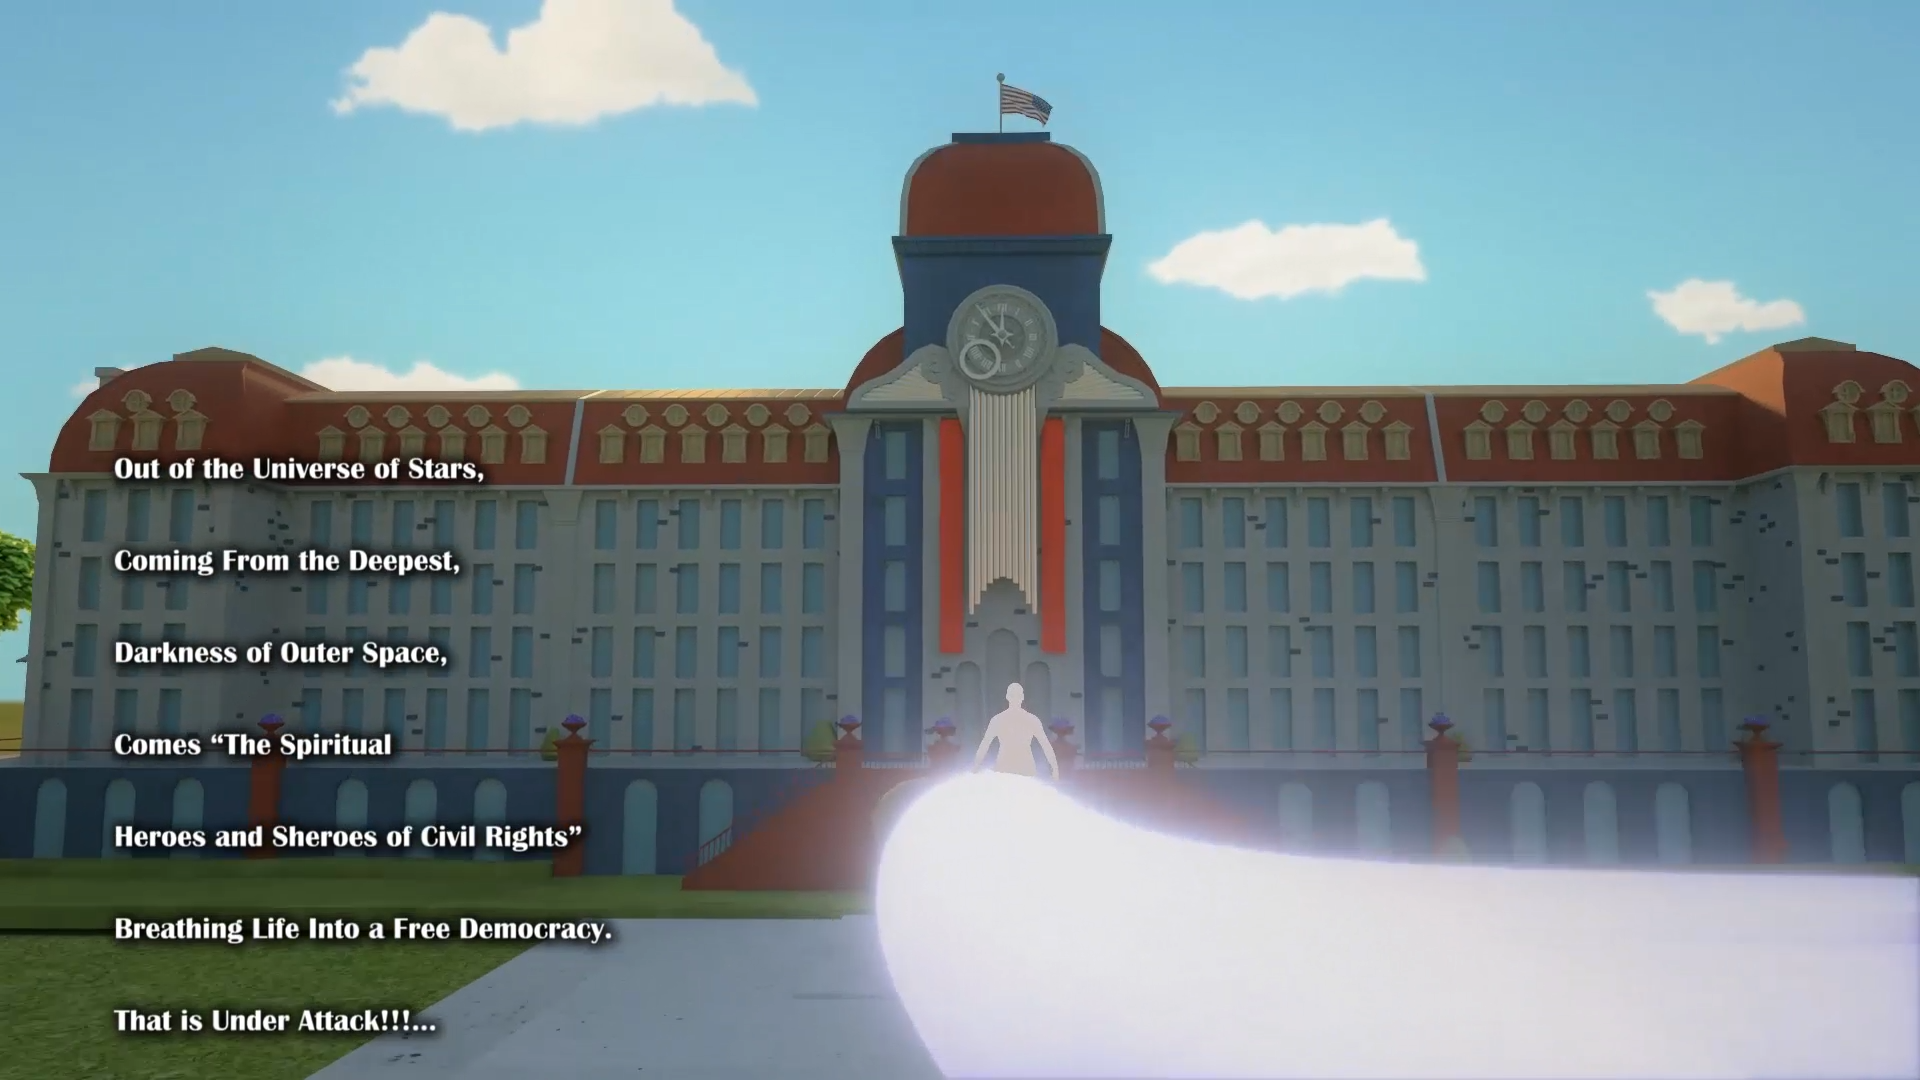 Out of the Universe of Stars,
Coming From the Deepest,
Darkness of Outer Space,
Comes “The Spiritual
Heroes and Sheroes of Civil Rights”
Breathing Life Into a Free Democracy.
That is Under Attack!!!...